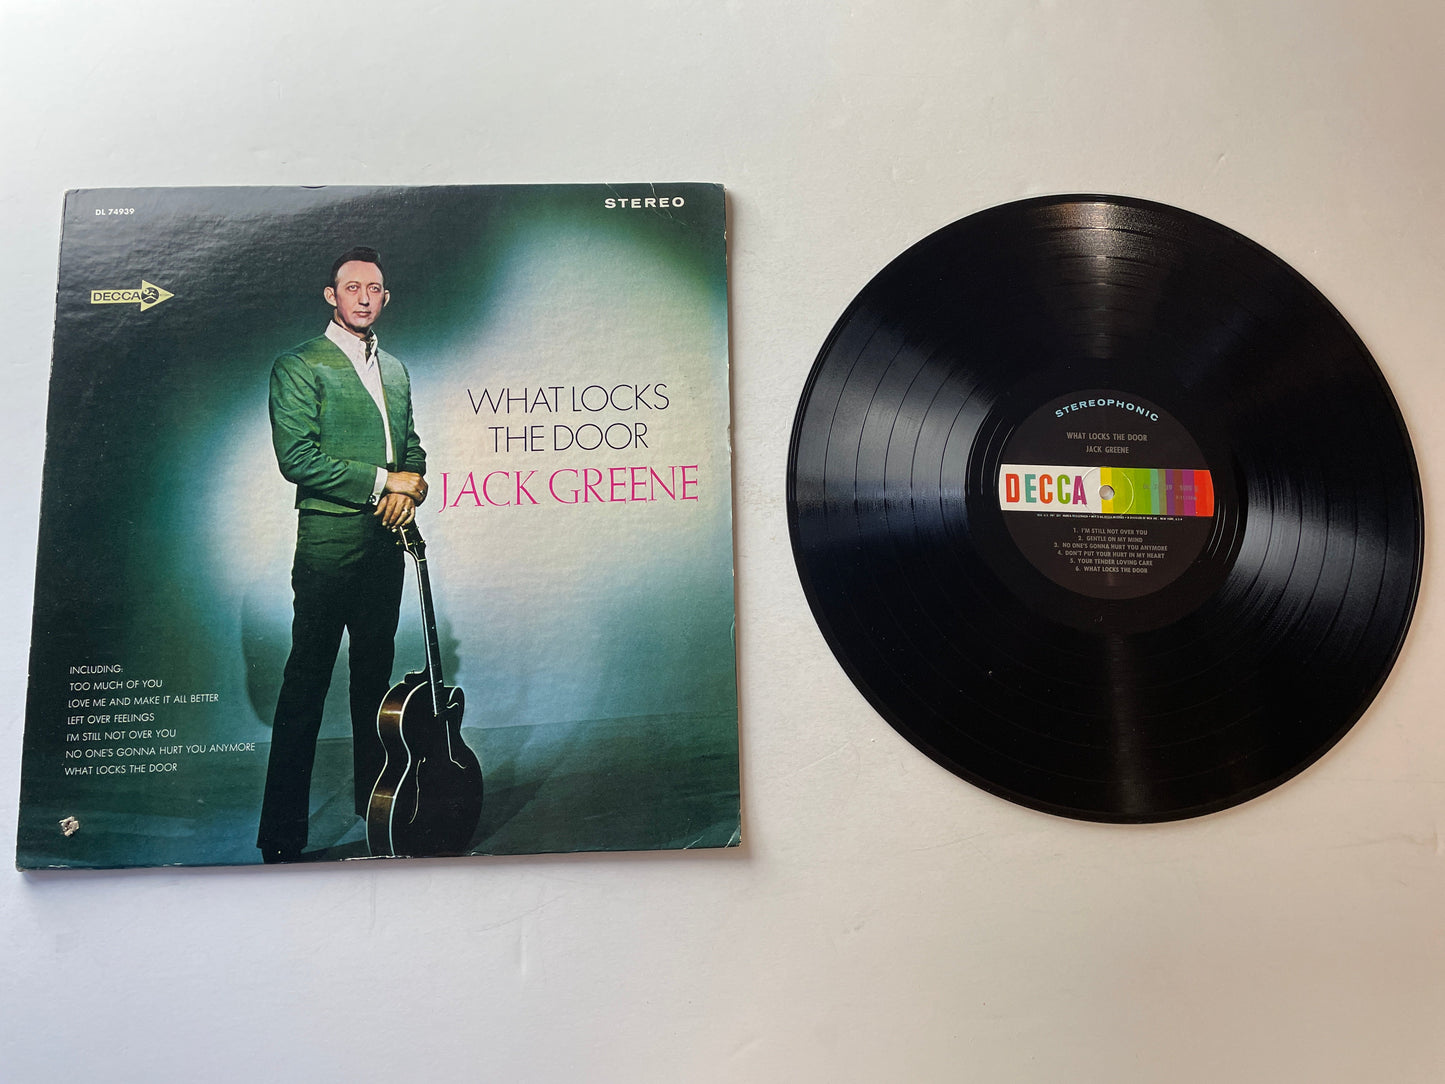 DL 74939
STEREO
DECCA
WHAT LOCKS
THE DOOR
JACK GREENE
INCLUDING:
TOO MUCH OF YOU
LOVE ME AND MAKE IT ALL BETTER
LEFT OVER FEELINGS
I'M STILL NOT OVER YOU
NO ONE'S GONNA HURT YOU ANYMORE
WHAT LOCKS THE DOOR
STEREOPHONIC
WHAT LOCKS THE DOOR
JACK GREENE
DECCA
1. I'M STILL NOT OVER YOU
2. GENTLE ON MY MIND
3. NO ONE'S GONNA HURT YOU ANYMORE
4. DON'T PUT YOUR HURT IN MY HEART
5. YOUR TENDER LOVING CARE
6. WHAT LOCKS THE DOOR